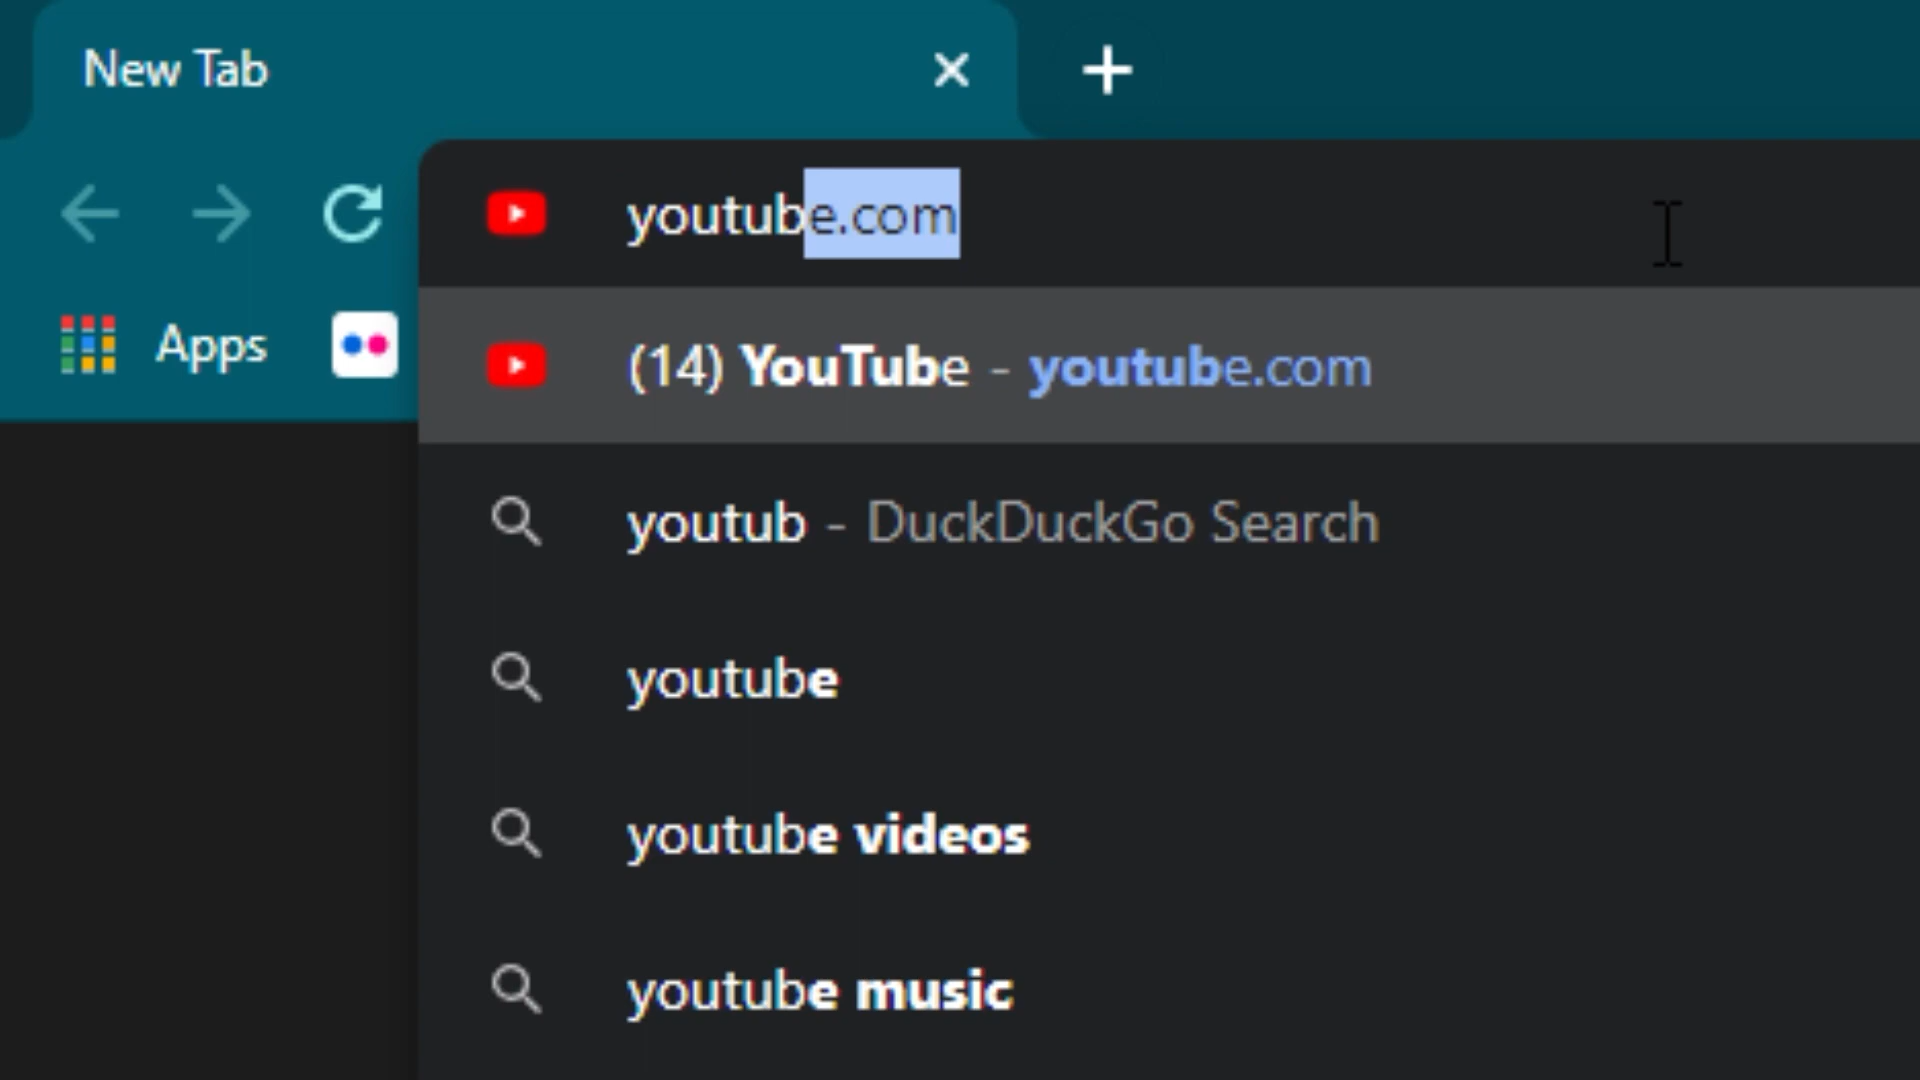 New Tab
youtube.com
Apps
(14) YouTube - youtube.com
youtub - DuckDuckGo Search
youtube
youtube videos
youtube music